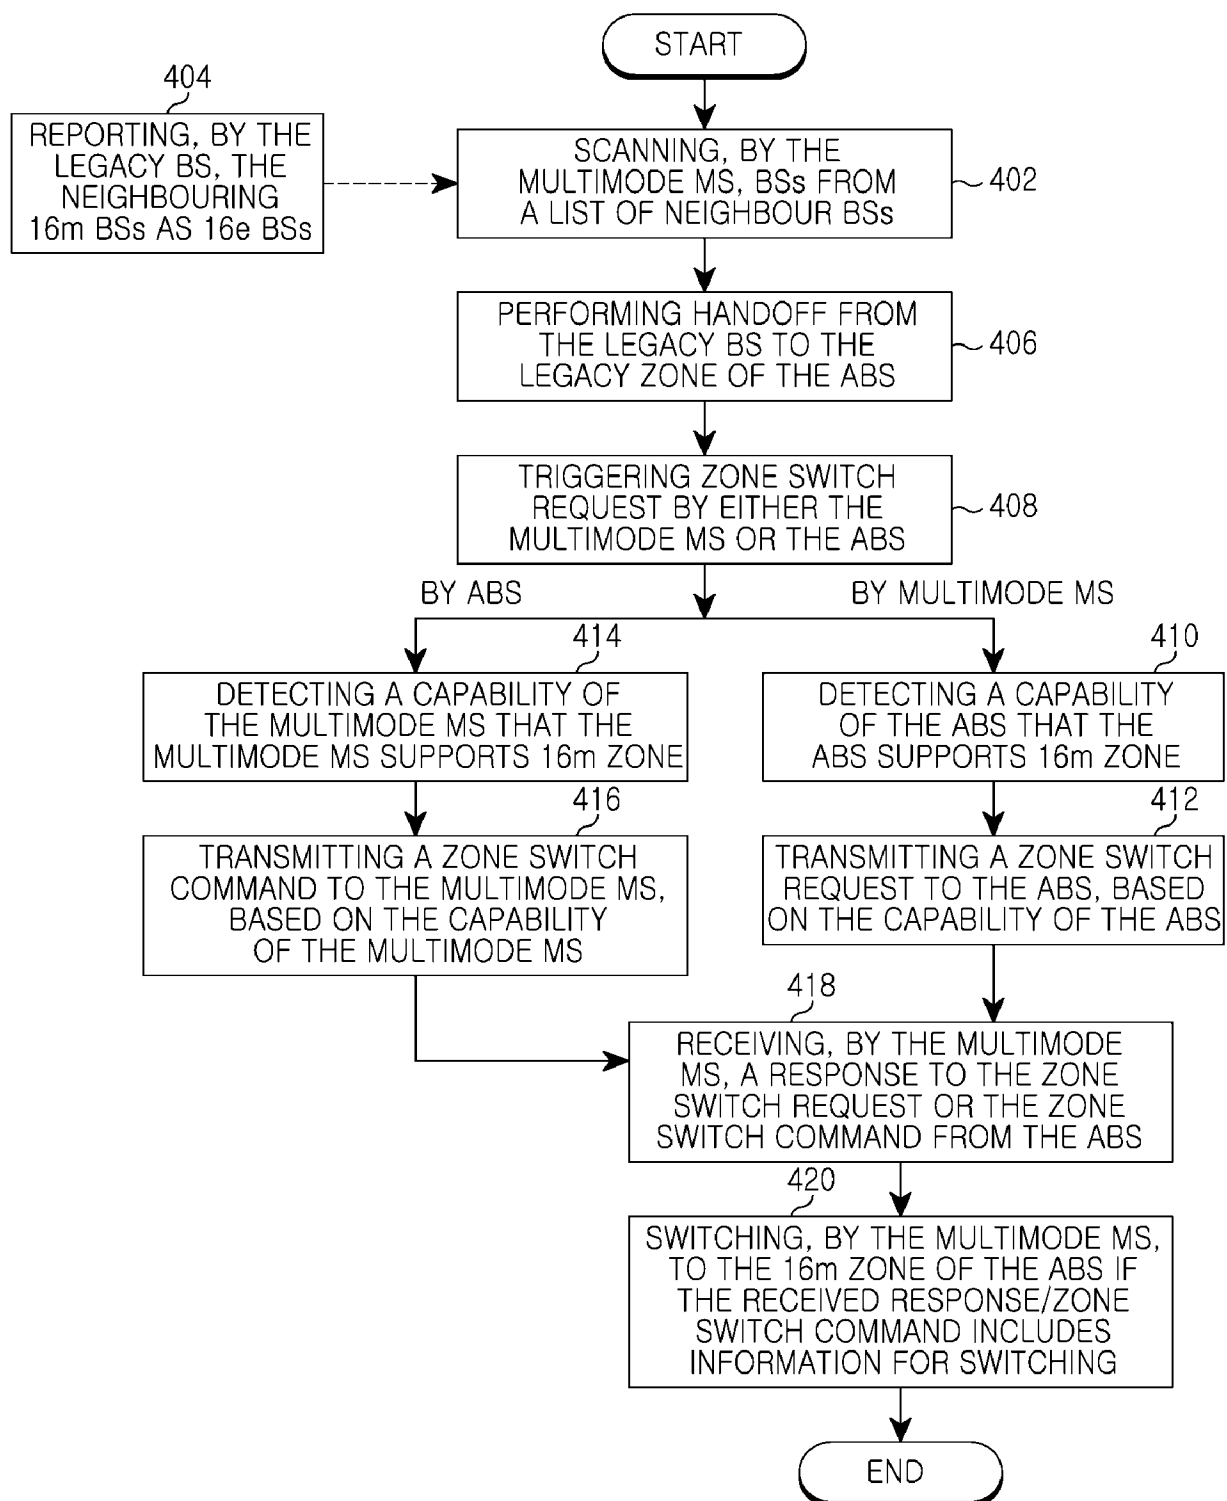 START
404
REPORTING, BY THE
LEGACY BS, THE
NEIGHBOURING
16m BSs AS 16e BSs
SCANNING, BY THE
MULTIMODE MS, BSs FROM
A LIST OF NEIGHBOUR BSs
402
PERFORMING HANDOFF FROM
THE LEGACY BS TO THE
LEGACY ZONE OF THE ABS
406
TRIGGERING ZONE SWITCH
REQUEST BY EITHER THE
MULTIMODE MS OR THE ABS
408
BY ABS
BY MULTIMODE MS
414
DETECTING A CAPABILITY OF
THE MULTIMODE MS THAT THE
MULTIMODE MS SUPPORTS 16m ZONE
410
DETECTING A CAPABILITY
OF THE ABS THAT THE
ABS SUPPORTS 16m ZONE
416
TRANSMITTING A ZONE SWITCH
COMMAND TO THE MULTIMODE MS,
BASED ON THE CAPABILITY
OF THE MULTIMODE MS
412
TRANSMITTING A ZONE SWITCH
REQUEST TO THE ABS, BASED
ON THE CAPABILITY OF THE ABS
418
RECEIVING, BY THE MULTIMODE
MS, A RESPONSE TO THE ZONE
SWITCH REQUEST OR THE ZONE
SWITCH COMMAND FROM THE ABS
420
SWITCHING, BY THE MULTIMODE MS,
TO THE 16m ZONE OF THE ABS IF
THE RECEIVED RESPONSE/ZONE
SWITCH COMMAND INCLUDES
INFORMATION FOR SWITCHING
END